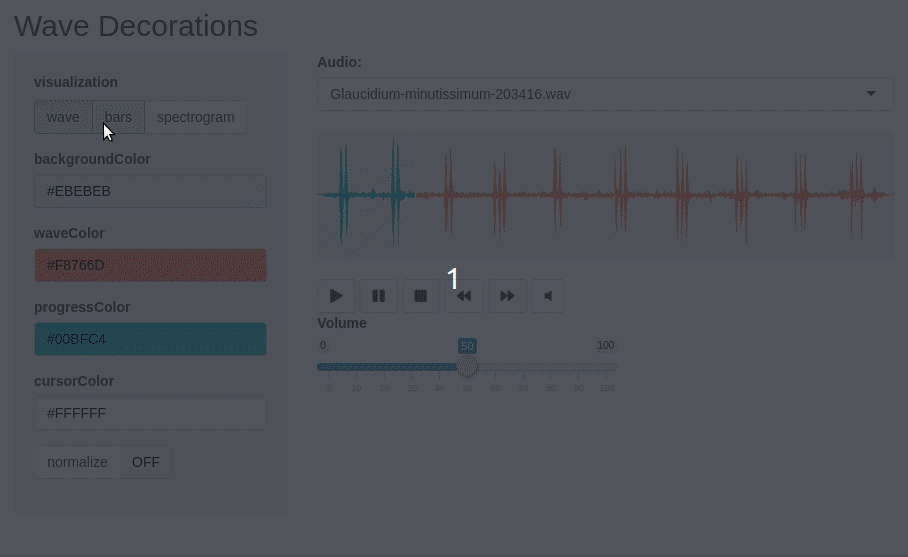 Wave Decorations
visualization
wave bars spectrogram
backgroundColor
#EBEBEB
waveColor
#F8766D
progressColor
#00BFC4
cursorColor
#FFFFFF
normalize OFF
Audio:
Glaucidium-minutissimum-203416.wav
1
Volume
0 50 100
0 10 20 30 40 50 60 70 80 90 100